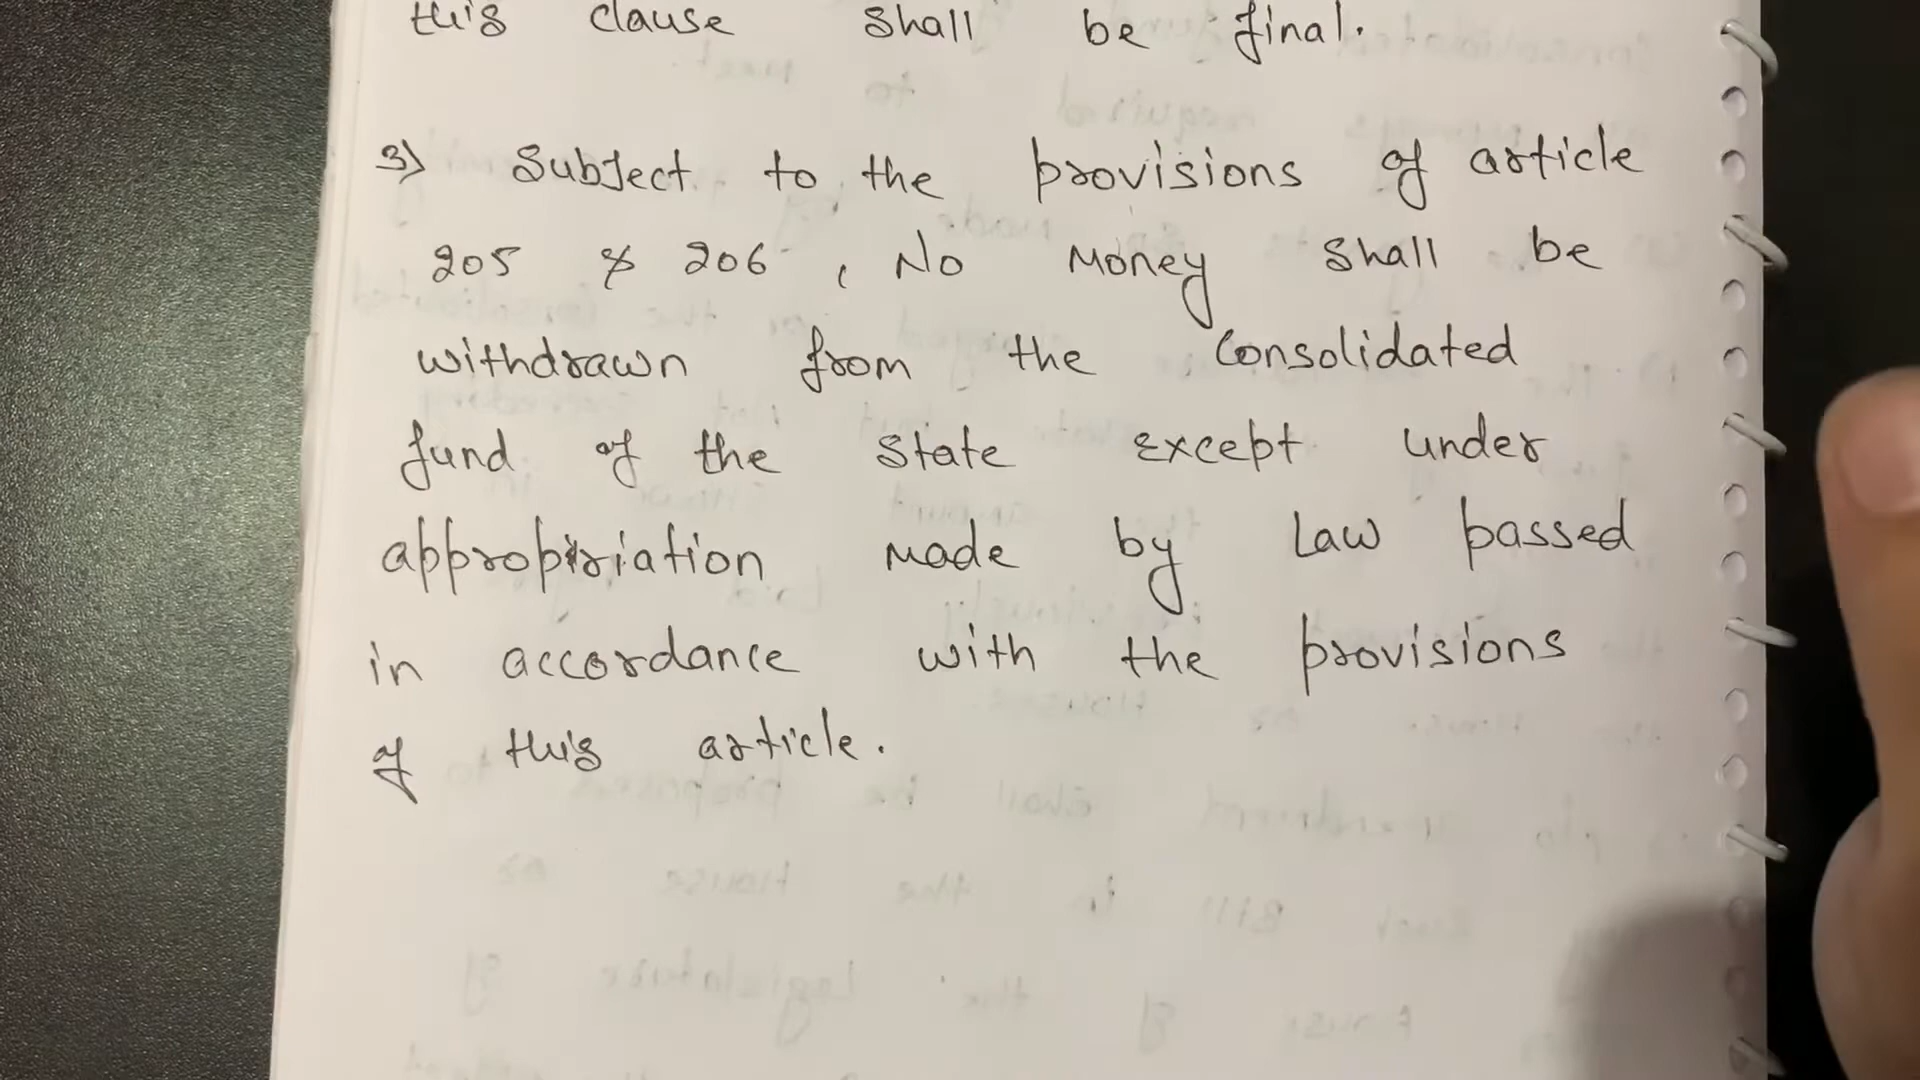 this clause shall be final.
3) Subject to the provisions of article
205 & 206, No Money shall be
withdrawn from the Consolidated
fund of the State except under
appropriation made by Law passed
in accordance with the provisions
of this article.